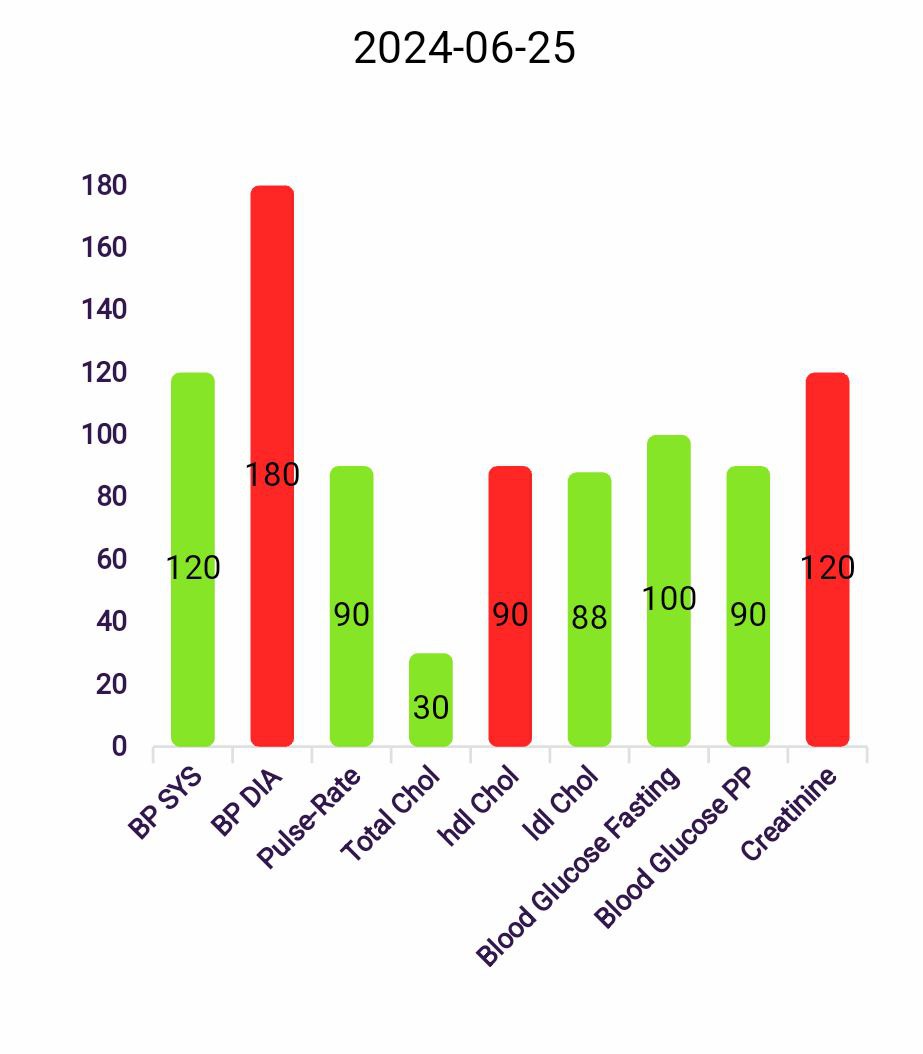 2024-06-25
180
160
140
120
100
80
60
40
20
0
120
180
90
30
90
88
100
90
120
BP SYS
BP DIA
Pulse-Rate
Total Chol
hdl Chol
ldl Chol
Blood Glucose Fasting
Blood Glucose PP
Creatinine